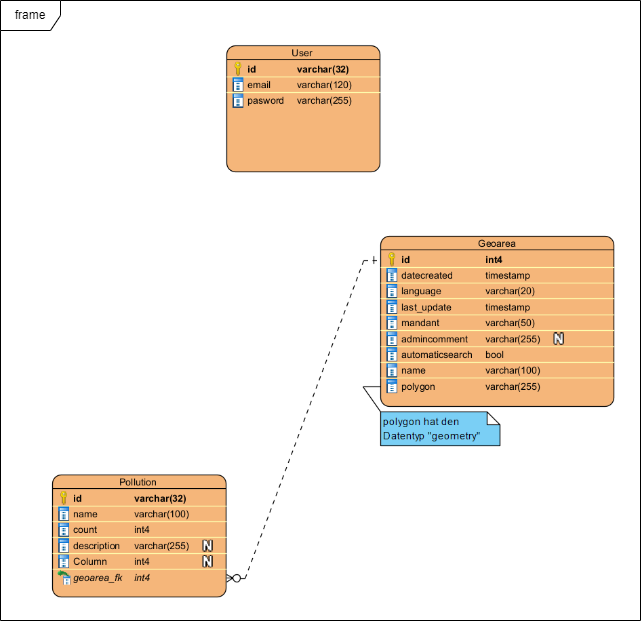 frame
User
id varchar(32)
email varchar(120)
pasword varchar(255)
Geoarea
id int4
datecreated timestamp
language varchar(20)
last_update timestamp
mandant varchar(50)
admincomment varchar(255) N
automaticsearch bool
name varchar(100)
polygon varchar(255)
polygon hat den
Datentyp "geometry"
Pollution
id varchar(32)
name varchar(100)
count int4
description varchar(255) N
Column int4 N
geoarea_fk int4